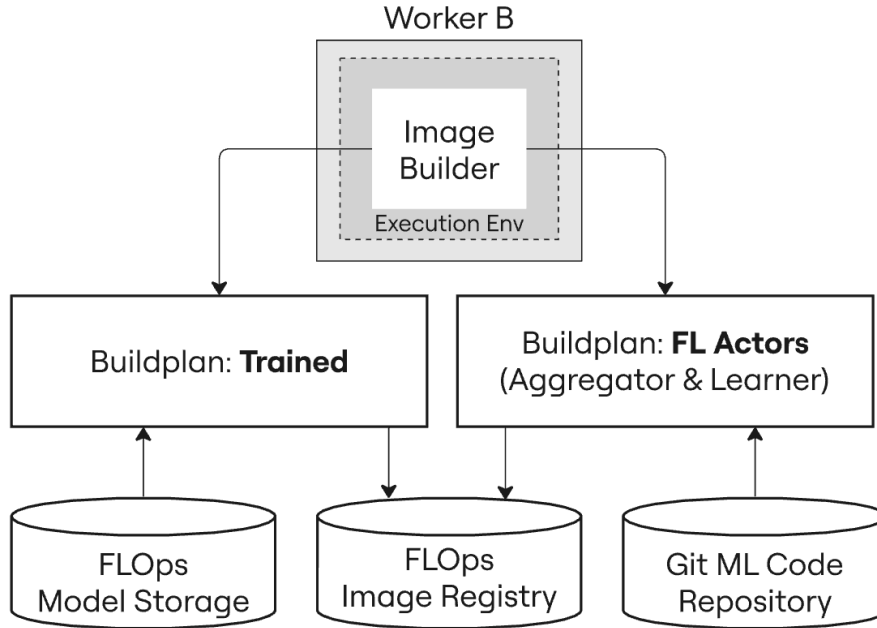 Worker B
Image
Builder
Execution Env
Buildplan: Trained
Buildplan: FL Actors
(Aggregator & Learner)
FLOps
Model Storage
FLOps
Image Registry
Git ML Code
Repository